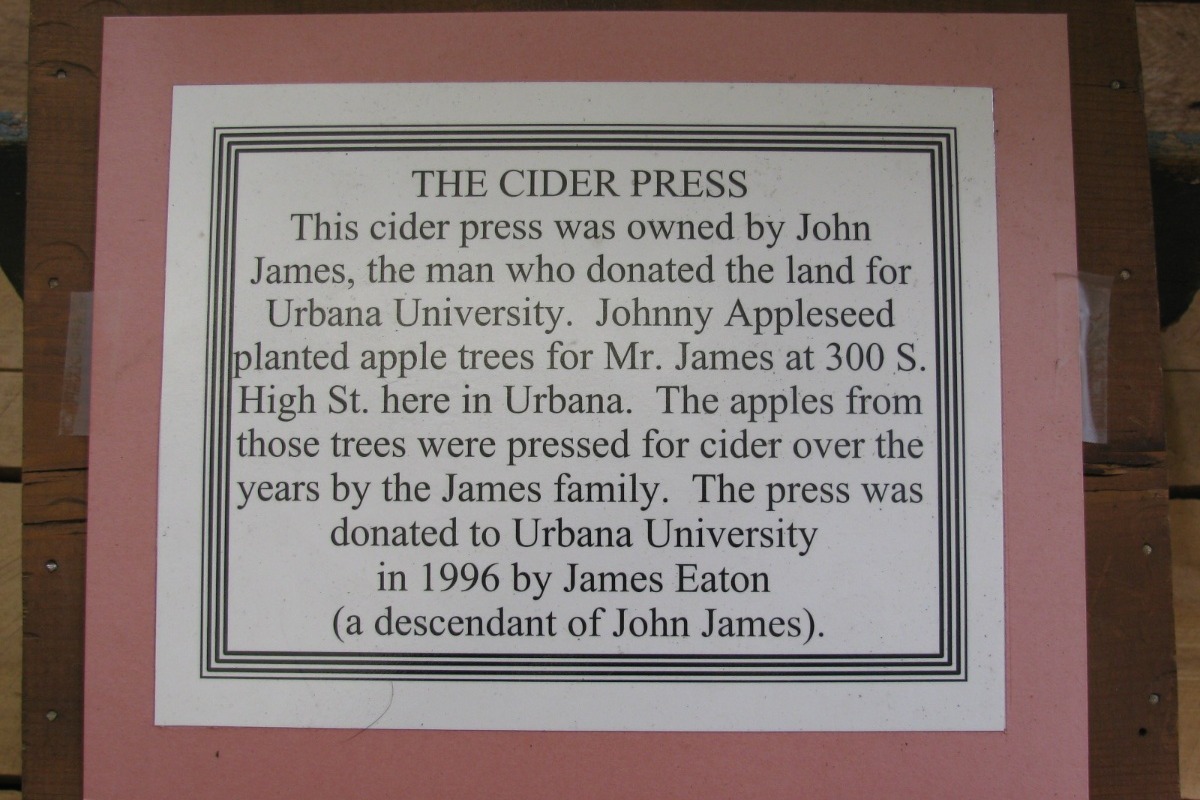 THE CIDER PRESS
This cider press was owned by John
James, the man who donated the land for
Urbana University.  Johnny Appleseed
planted apple trees for Mr. James at 300 S.
High St. here in Urbana.  The apples from
those trees were pressed for cider over the
years by the James family.  The press was
donated to Urbana University
in 1996 by James Eaton
(a descendant of John James).